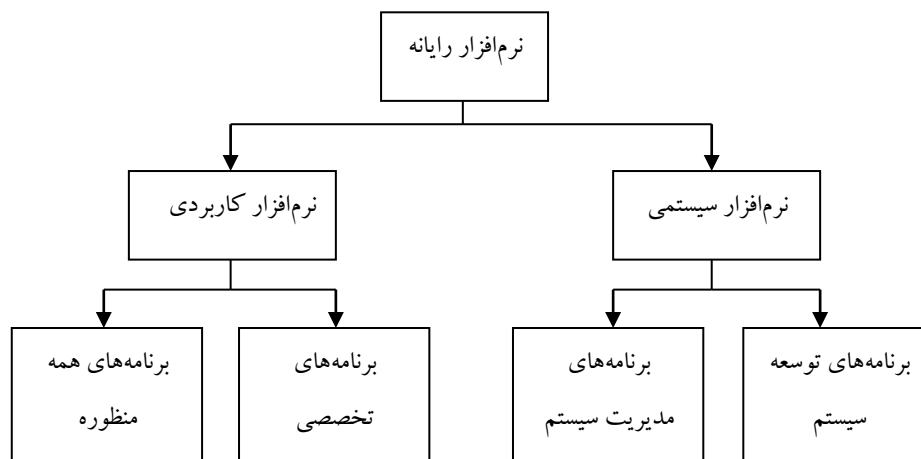 نرم‌افزار رایانه
نرم‌افزار سیستمی
نرم‌افزار کاربردی
برنامه‌های توسعه
سیستم
برنامه‌های
مدیریت سیستم
برنامه‌های
تخصصی
برنامه‌های همه
منظوره